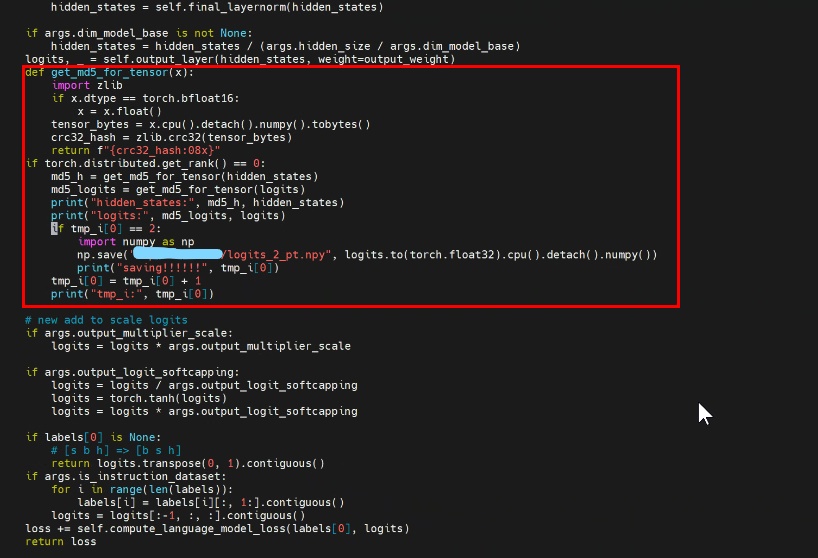 hidden_states = self.final_layernorm(hidden_states)
if args.dim_model_base is not None:
hidden_states = hidden_states / (args.hidden_size / args.dim_model_base)
logits, _ = self.output_layer(hidden_states, weight=output_weight)
def get_md5_for_tensor(x):
import zlib
if x.dtype == torch.bfloat16:
x = x.float()
tensor_bytes = x.cpu().detach().numpy().tobytes()
crc32_hash = zlib.crc32(tensor_bytes)
return f"{crc32_hash:08x}"
if torch.distributed.get_rank() == 0:
md5_h = get_md5_for_tensor(hidden_states)
md5_logits = get_md5_for_tensor(logits)
print("hidden_states:", md5_h, hidden_states)
print("logits:", md5_logits, logits)
if tmp_i[0] == 2:
import numpy as np
np.save("/logits_2_pt.npy", logits.to(torch.float32).cpu().detach().numpy())
print("saving!!!!!!", tmp_i[0])
tmp_i[0] = tmp_i[0] + 1
print("tmp_i:", tmp_i[0])
# new add to scale logits
if args.output_multiplier_scale:
logits = logits * args.output_multiplier_scale
if args.output_logit_softcapping:
logits = logits / args.output_logit_softcapping
logits = torch.tanh(logits)
logits = logits * args.output_logit_softcapping
if labels[0] is None:
# [s b h] => [b s h]
return logits.transpose(0, 1).contiguous()
if args.is_instruction_dataset:
for i in range(len(labels)):
labels[i] = labels[i][:, 1:].contiguous()
logits = logits[:-1, :, :].contiguous()
loss += self.compute_language_model_loss(labels[0], logits)
return loss